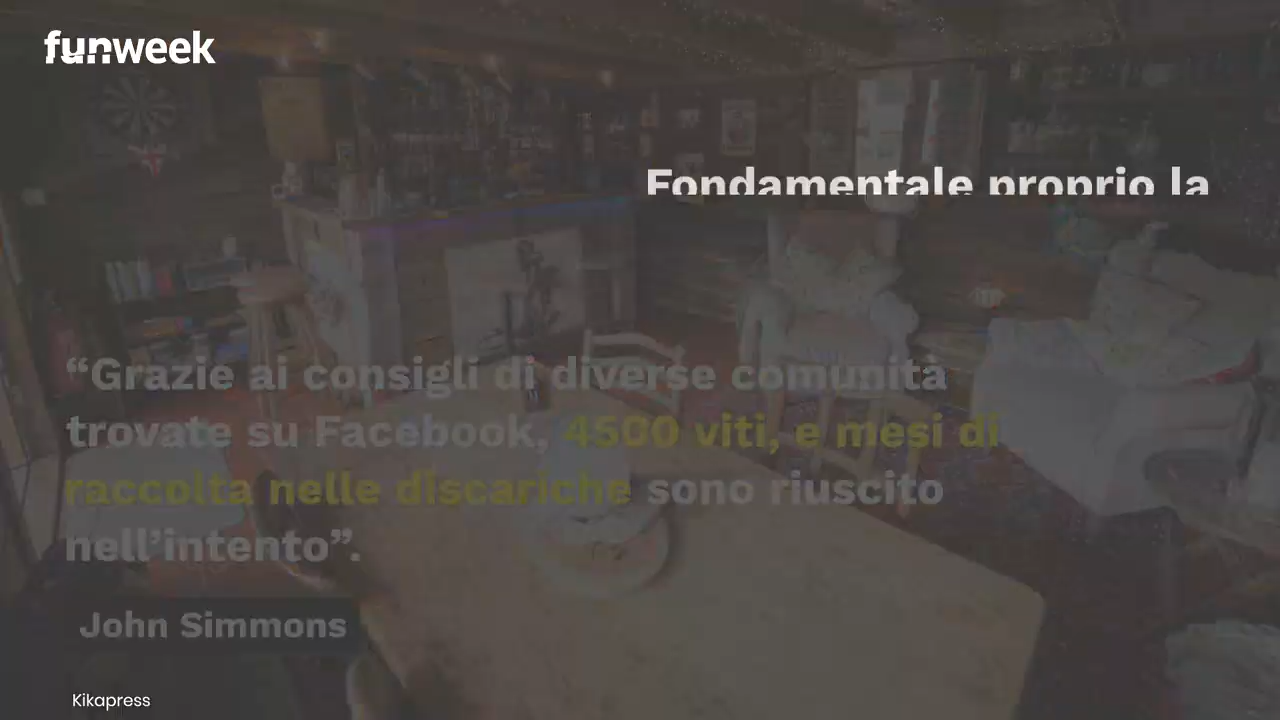 funweek
Fondamentale proprio la
“Grazie ai consigli di diverse comunità
trovate su Facebook, 4500 viti, e mesi di
raccolta nelle discariche sono riuscito
nell’intento”.
John Simmons
Kikapress